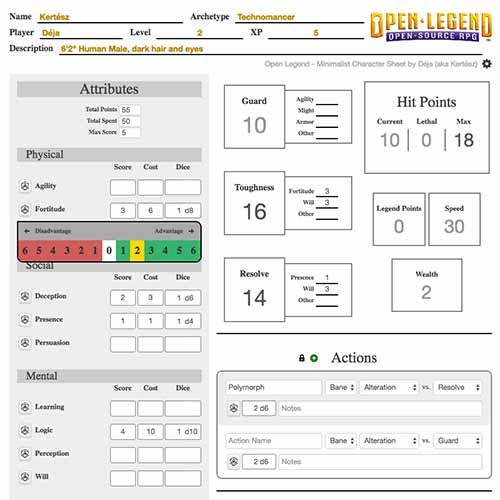 Name Kertész Archetype Technomancer
Player Déja Level 2 XP 5
Description 6'2" Human Male, dark hair and eyes
OPEN LEGEND
OPEN-SOURCE RPG
Open Legend - Minimalist Character Sheet by Déjs (aka Kertész)
Attributes
Total Points 55
Total Spent 50
Max Score 5
Physical
Score Cost Dice
Agility
Fortitude 3 6 1 d8
← Disadvantage Advantage →
6 5 4 3 2 1 0 1 2 3 4 5 6
Social
Deception 2 3 1 d6
Presence 1 1 1 d4
Persuasion
Mental
Score Cost Dice
Learning
Logic 4 10 1 d10
Perception
Will
Guard
10
Agility
Might
Armor
Other
Toughness
16
Fortitude 3
Will 3
Other
Resolve
14
Presence 1
Will 3
Other
Hit Points
Current Lethal Max
10 0 18
Legend Points
0
Speed
30
Wealth
2
Actions
Polymorph Bane Alteration vs. Resolve
2 d6 Notes
Action Name Bane Alteration vs. Guard
2 d6 Notes